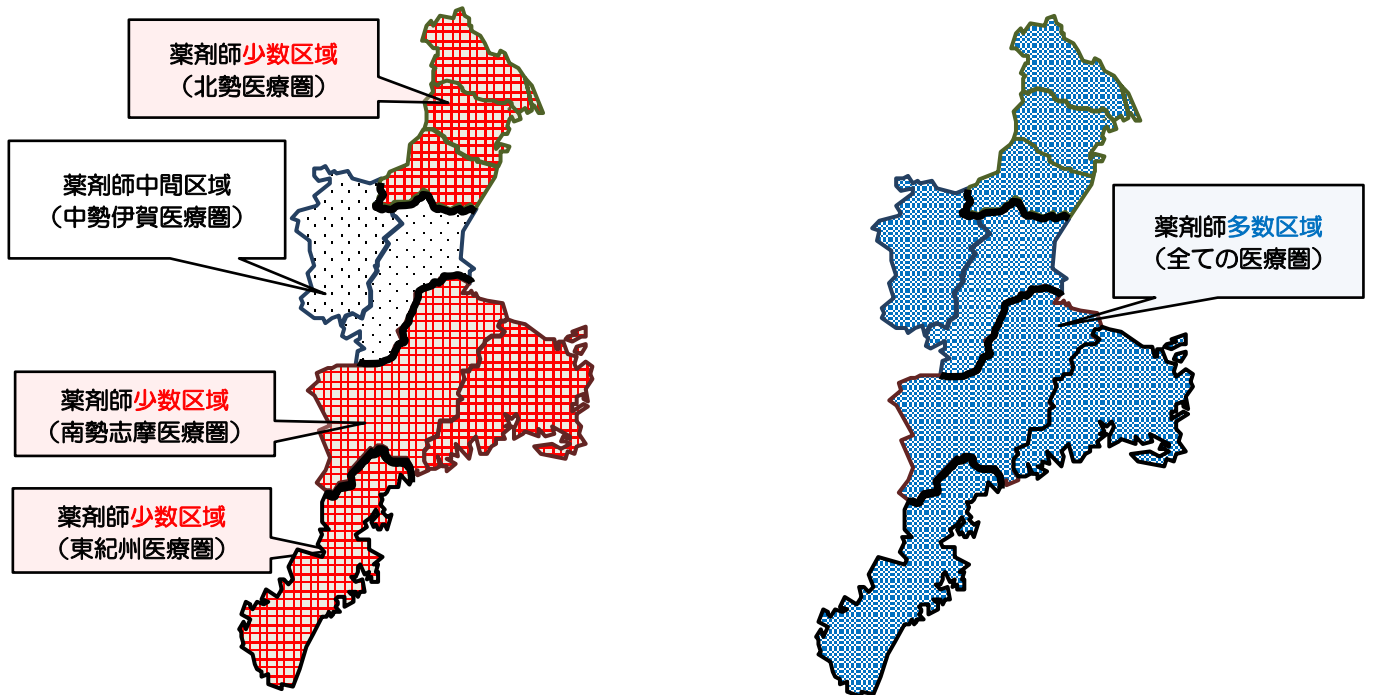 薬剤師少数区域
（北勢医療圏）
薬剤師中間区域
（中勢伊賀医療圏）
薬剤師少数区域
（南勢志摩医療圏）
薬剤師少数区域
（東紀州医療圏）
薬剤師多数区域
（全ての医療圏）